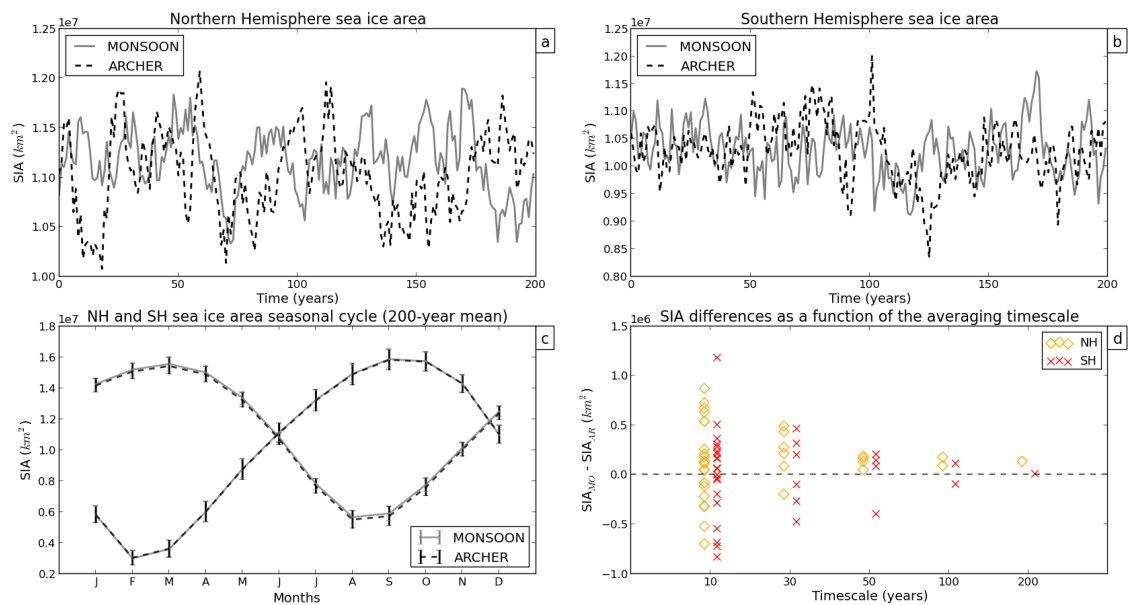 Northern Hemisphere sea ice area
1e7
a
MONSOON
ARCHER
1.25
1.20
1.15
1.10
1.05
1.00
SIA (km²)
0
50
100
150
200
Time (years)
Southern Hemisphere sea ice area
1e7
b
MONSOON
ARCHER
1.25
1.20
1.15
1.10
1.05
1.00
0.95
0.90
0.85
0.80
SIA (km²)
0
50
100
150
200
Time (years)
NH and SH sea ice area seasonal cycle (200-year mean)
1e7
c
1.8
1.6
1.4
1.2
1.0
0.8
0.6
0.4
0.2
SIA (km²)
MONSOON
ARCHER
J F M A M J J A S O N D
Months
SIA differences as a function of the averaging timescale
1e6
d
NH
SH
1.5
1.0
0.5
0.0
−0.5
−1.0
SIA_MO - SIA_AR (km²)
10
30
50
100
200
Timescale (years)